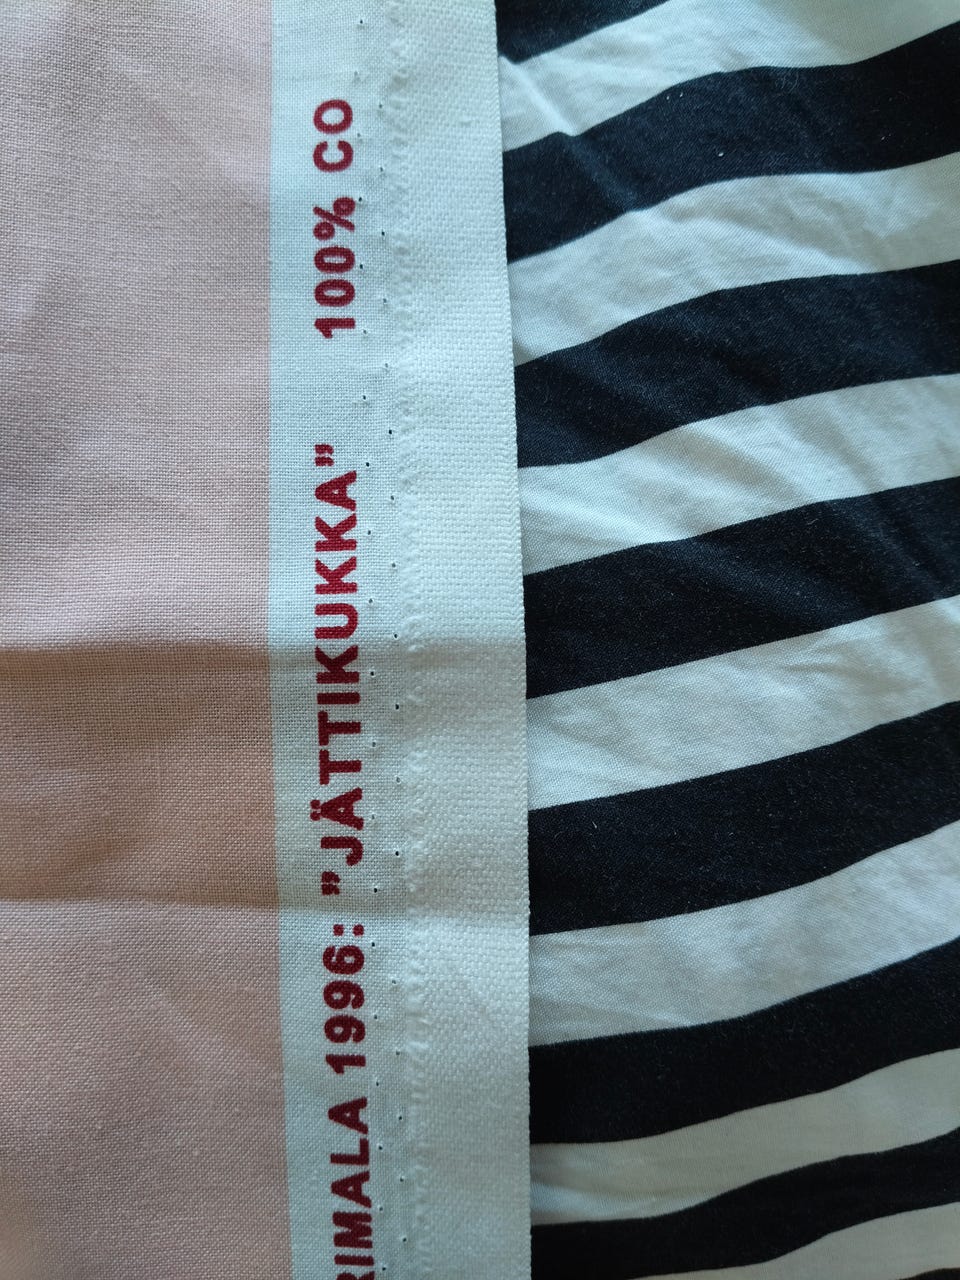 RIMALA 1996: ”JÄTTIKUKKA” 100% CO